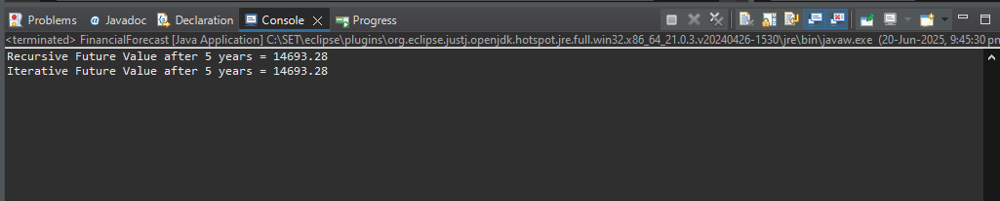 Problems Javadoc Declaration Console Progress
<terminated> FinancialForecast [Java Application] C:\SET\eclipse\plugins\org.eclipse.justj.openjdk.hotspot.jre.full.win32.x86_64_21.0.3.v20240426-1530\jre\bin\javaw.exe (20-Jun-2025, 9:45:30 pm
Recursive Future Value after 5 years = 14693.28
Iterative Future Value after 5 years = 14693.28